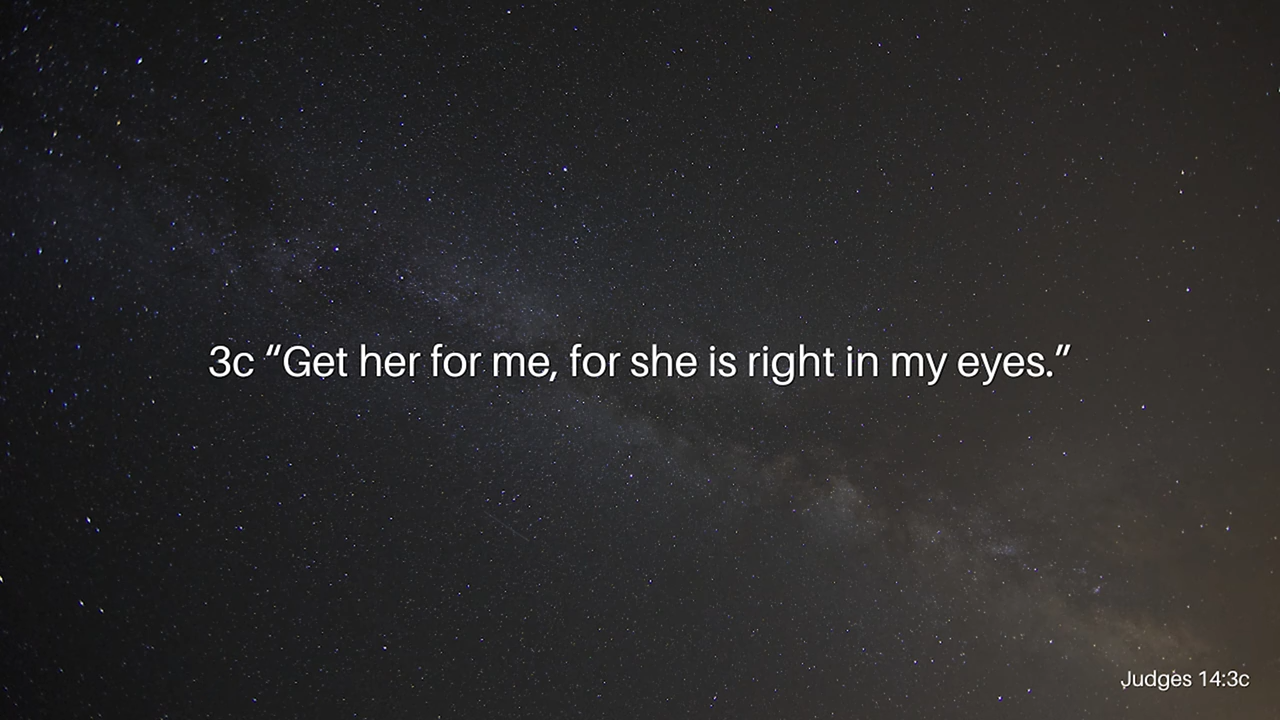 3c “Get her for me, for she is right in my eyes.”
Judges 14:3c